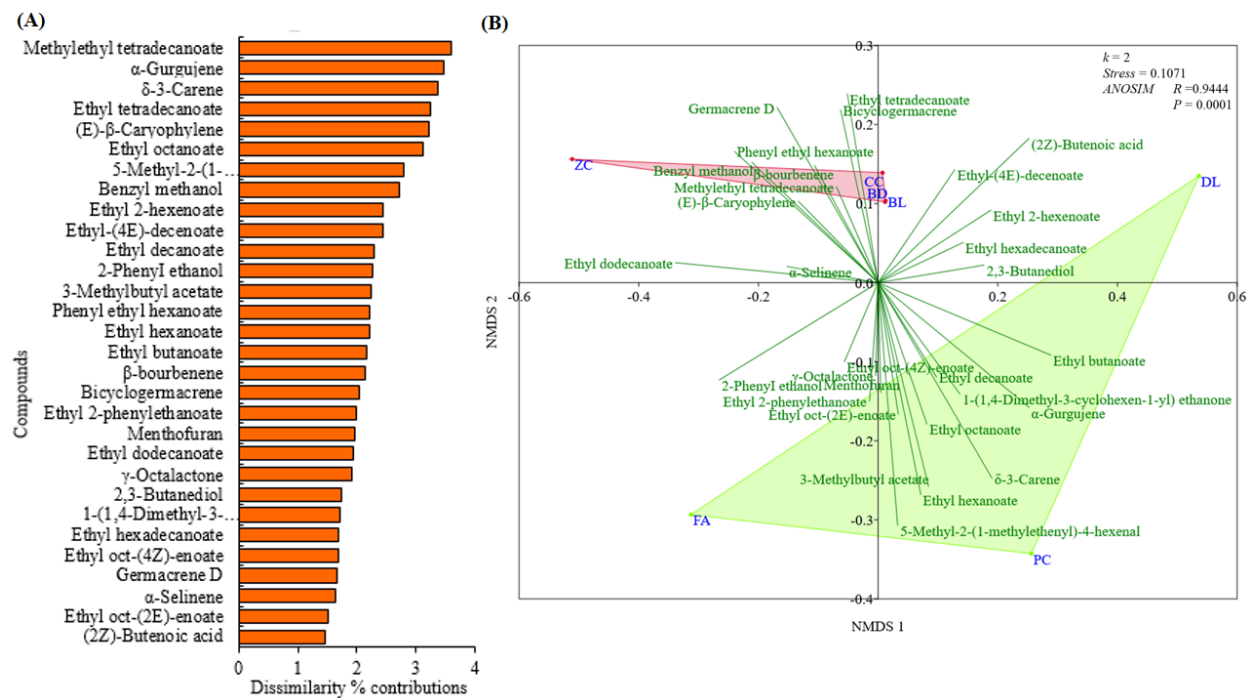 (A)
Methylethyl tetradecanoate
α-Gurgujene
δ-3-Carene
Ethyl tetradecanoate
(E)-β-Caryophylene
Ethyl octanoate
5-Methyl-2-(1-...
Benzyl methanol
Ethyl 2-hexenoate
Ethyl-(4E)-decenoate
Ethyl decanoate
2-Phenyl ethanol
3-Methylbutyl acetate
Phenyl ethyl hexanoate
Ethyl hexanoate
Ethyl butanoate
β-bourbenene
Bicyclogermacrene
Ethyl 2-phenylethanoate
Menthofuran
Ethyl dodecanoate
γ-Octalactone
2,3-Butanediol
1-(1,4-Dimethyl-3-...
Ethyl hexadecanoate
Ethyl oct-(4Z)-enoate
Germacrene D
α-Selinene
Ethyl oct-(2E)-enoate
(2Z)-Butenoic acid
Compounds
0 1 2 3 4
Dissimilarity % contributions
(B)
k = 2
Stress = 0.1071
ANOSIM R =0.9444
P = 0.0001
0.3
0.2
0.1
0.0
-0.1
-0.2
-0.3
-0.4
NMDS 2
-0.6 -0.4 -0.2 0.2 0.4 0.6
NMDS 1
Ethyl tetradecanoate
Germacrene D
Bicyclogermacrene
(2Z)-Butenoic acid
Phenyl ethyl hexanoate
ZC
Benzyl methanol
β-bourbenene
CC
Ethyl-(4E)-decenoate
DL
Methylethyl tetradecanoate
BD
(E)-β-Caryophylene
BL
Ethyl 2-hexenoate
Ethyl hexadecanoate
Ethyl dodecanoate
α-Selinene
2,3-Butanediol
Ethyl butanoate
Ethyl oct-(4Z)-enoate
γ-Octalactone
Ethyl decanoate
2-Phenyl ethanol
Menthofuran
Ethyl 2-phenylethanoate
1-(1,4-Dimethyl-3-cyclohexen-1-yl) ethanone
Ethyl oct-(2E)-enoate
α-Gurgujene
Ethyl octanoate
3-Methylbutyl acetate
δ-3-Carene
Ethyl hexanoate
FA
5-Methyl-2-(1-methylethenyl)-4-hexenal
PC